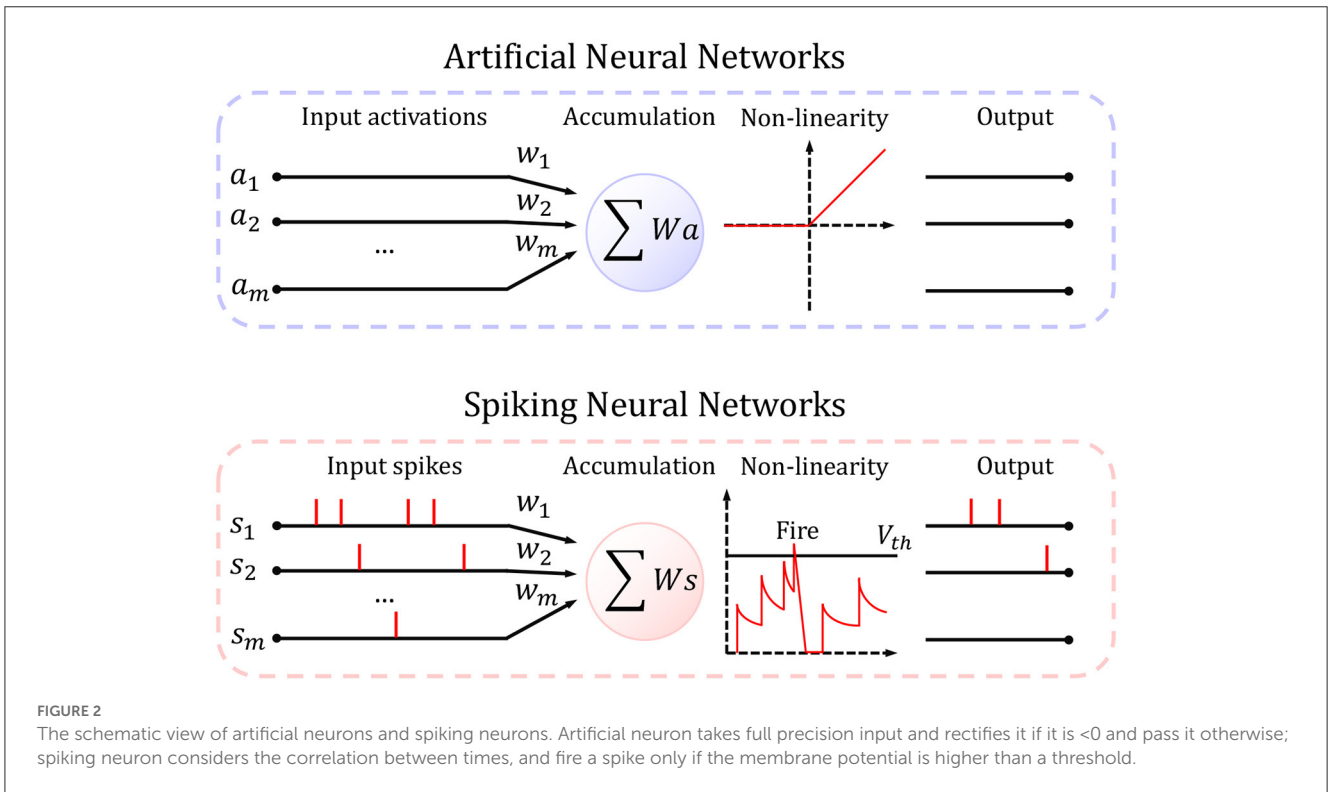 Artificial Neural Networks
Input activations Accumulation Non-linearity Output
a₁ w₁
a₂ w₂
... wₘ
∑ Wa
aₘ
Spiking Neural Networks
Input spikes Accumulation Non-linearity Output
s₁ w₁
Fire Vₜₕ
s₂ w₂
... wₘ
∑ Ws
sₘ
FIGURE 2
The schematic view of artificial neurons and spiking neurons. Artificial neuron takes full precision input and rectifies it if it is <0 and pass it otherwise;
spiking neuron considers the correlation between times, and fire a spike only if the membrane potential is higher than a threshold.